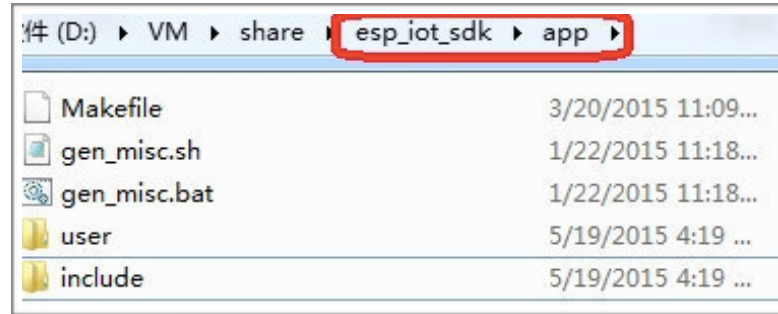 件 (D:) ▸ VM ▸ share ▸ esp_iot_sdk ▸ app ▸
Makefile 3/20/2015 11:09...
gen_misc.sh 1/22/2015 11:18...
gen_misc.bat 1/22/2015 11:18...
user 5/19/2015 4:19 ...
include 5/19/2015 4:19 ...